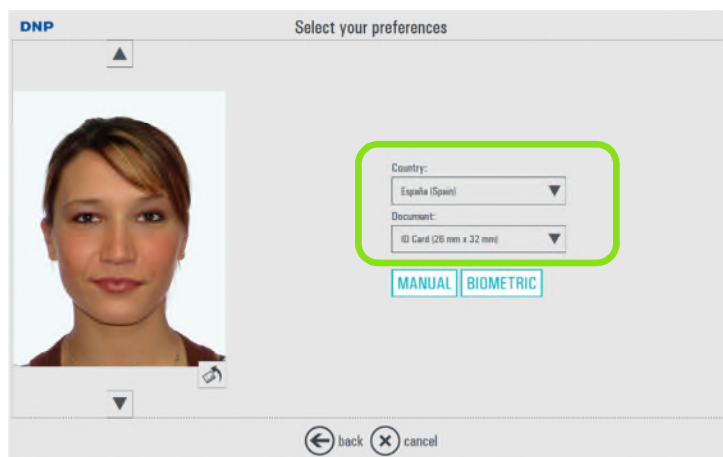 DNP
Select your preferences
Country:
España (Spain)
Document:
ID Card (26 mm x 32 mm)
MANUAL BIOMETRIC
back cancel